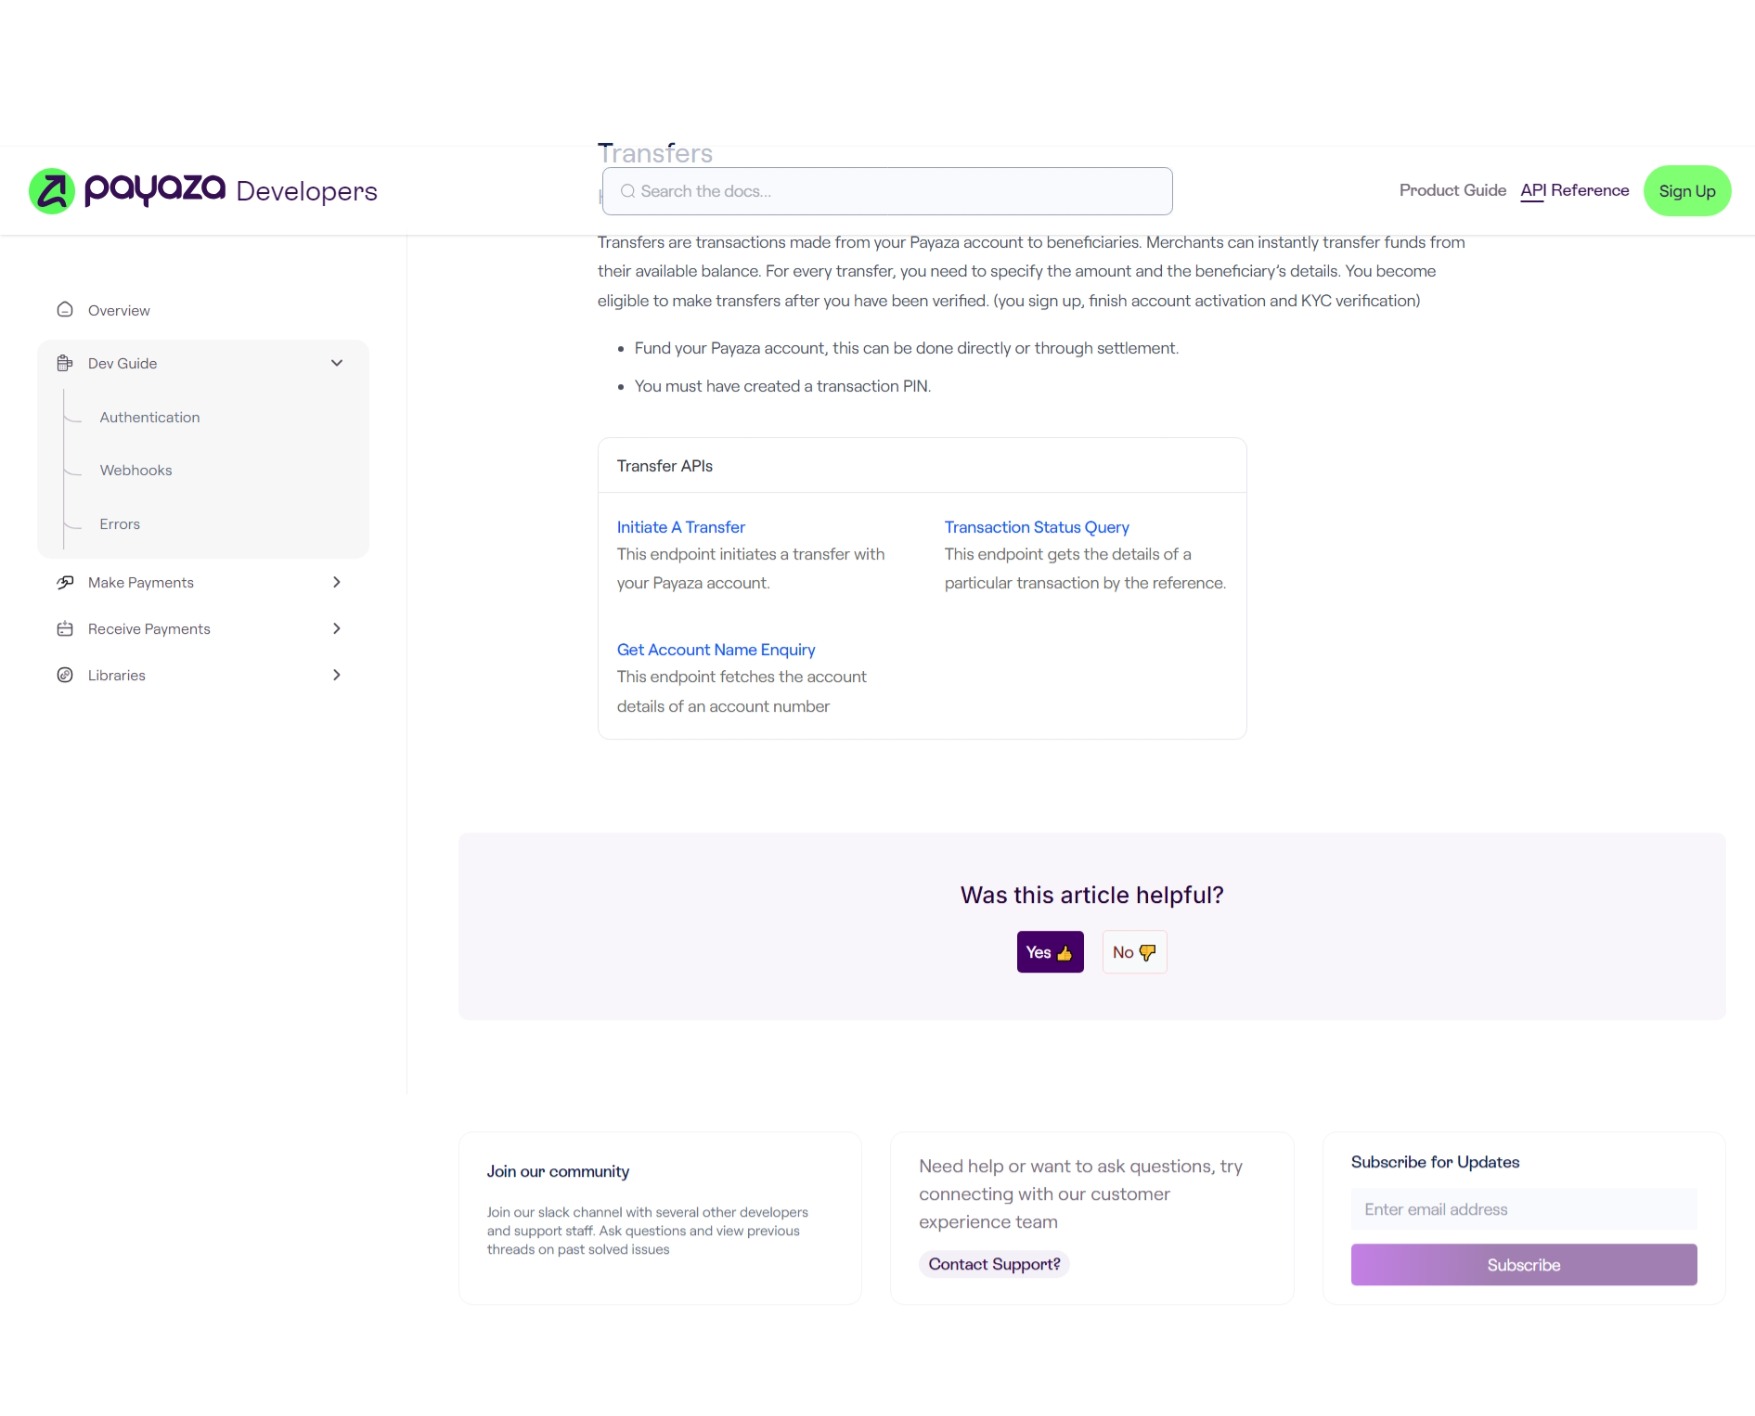 Transfers
payaza Developers
Search the docs...
Product Guide
API Reference
Sign Up
Transfers are transactions made from your Payaza account to beneficiaries. Merchants can instantly transfer funds from
their available balance. For every transfer, you need to specify the amount and the beneficiary’s details. You become
eligible to make transfers after you have been verified. (you sign up, finish account activation and KYC verification)
Overview
Dev Guide
Authentication
Webhooks
Errors
Make Payments
Receive Payments
Libraries
• Fund your Payaza account, this can be done directly or through settlement.
• You must have created a transaction PIN.
Transfer APIs
Initiate A Transfer
This endpoint initiates a transfer with
your Payaza account.
Transaction Status Query
This endpoint gets the details of a
particular transaction by the reference.
Get Account Name Enquiry
This endpoint fetches the account
details of an account number
Was this article helpful?
Yes 👍
No 👎
Join our community
Join our slack channel with several other developers
and support staff. Ask questions and view previous
threads on past solved issues
Need help or want to ask questions, try
connecting with our customer
experience team
Contact Support?
Subscribe for Updates
Enter email address
Subscribe